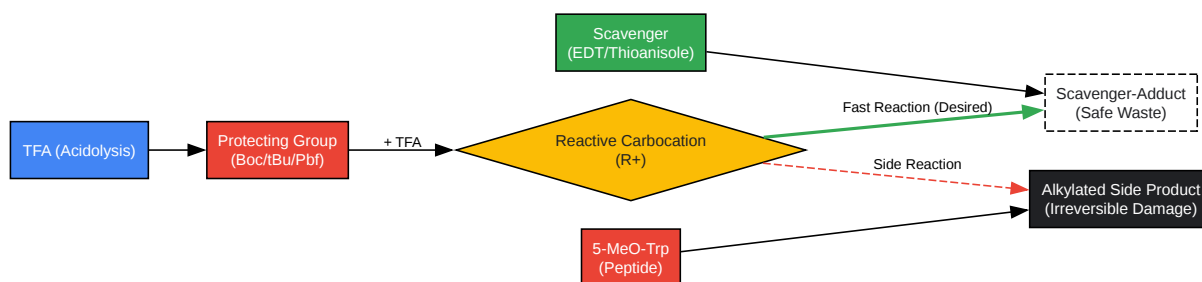 Scavenger
(EDT/Thioanisole)
Scavenger-Adduct
(Safe Waste)
Fast Reaction (Desired)
TFA (Acidolysis)
Protecting Group
(Boc/tBu/Pbf)
+ TFA
Reactive Carbocation
(R+)
Side Reaction
Alkylated Side Product
(Irreversible Damage)
5-MeO-Trp
(Peptide)